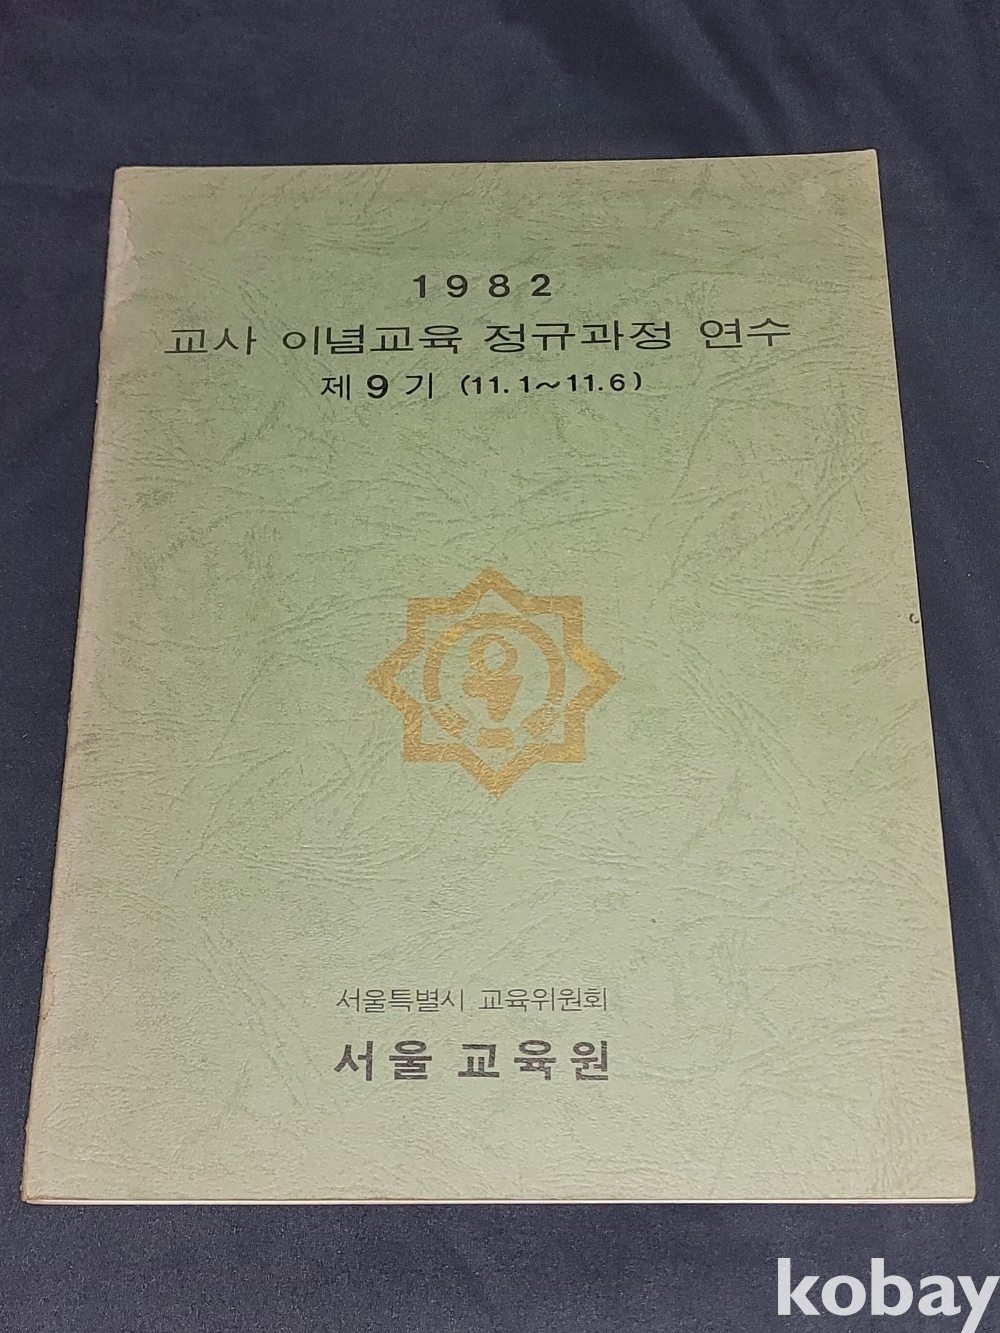 1982
교사 이념교육 정규과정 연수
제9기 (11.1~11.6)
육
서울특별시 교육위원회
서울교육원
kobay